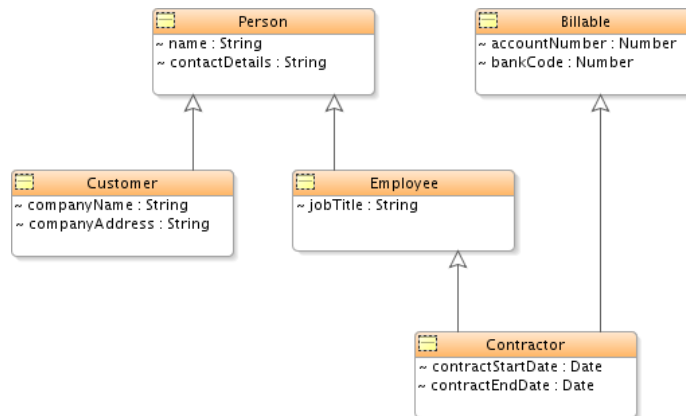 Person
~ name : String
~ contactDetails : String
Billable
~ accountNumber : Number
~ bankCode : Number
Customer
~ companyName : String
~ companyAddress : String
Employee
~ jobTitle : String
Contractor
~ contractStartDate : Date
~ contractEndDate : Date